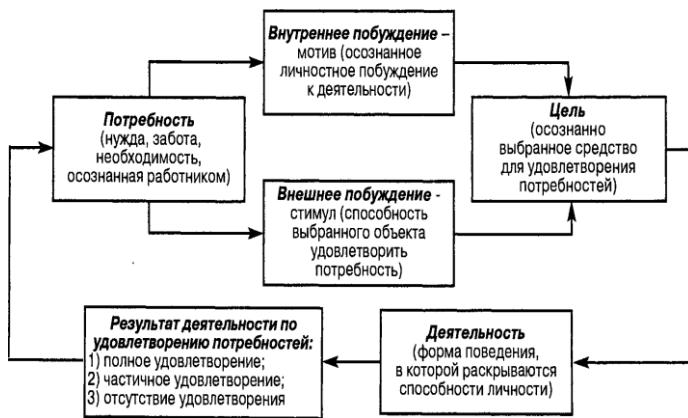 Внутреннее побуждение –
мотив (осознанное
личностное побуждение
к деятельности)
Потребность
(нужда, забота,
необходимость,
осознанная работником)
Цель
(осознанно
выбранное средство
для удовлетворения
потребностей)
Внешнее побуждение -
стимул (способность
выбранного объекта
удовлетворить
потребность)
Результат деятельности по
удовлетворению потребностей:
1) полное удовлетворение;
2) частичное удовлетворение;
3) отсутствие удовлетворения
Деятельность
(форма поведения,
в которой раскрываются
способности личности)